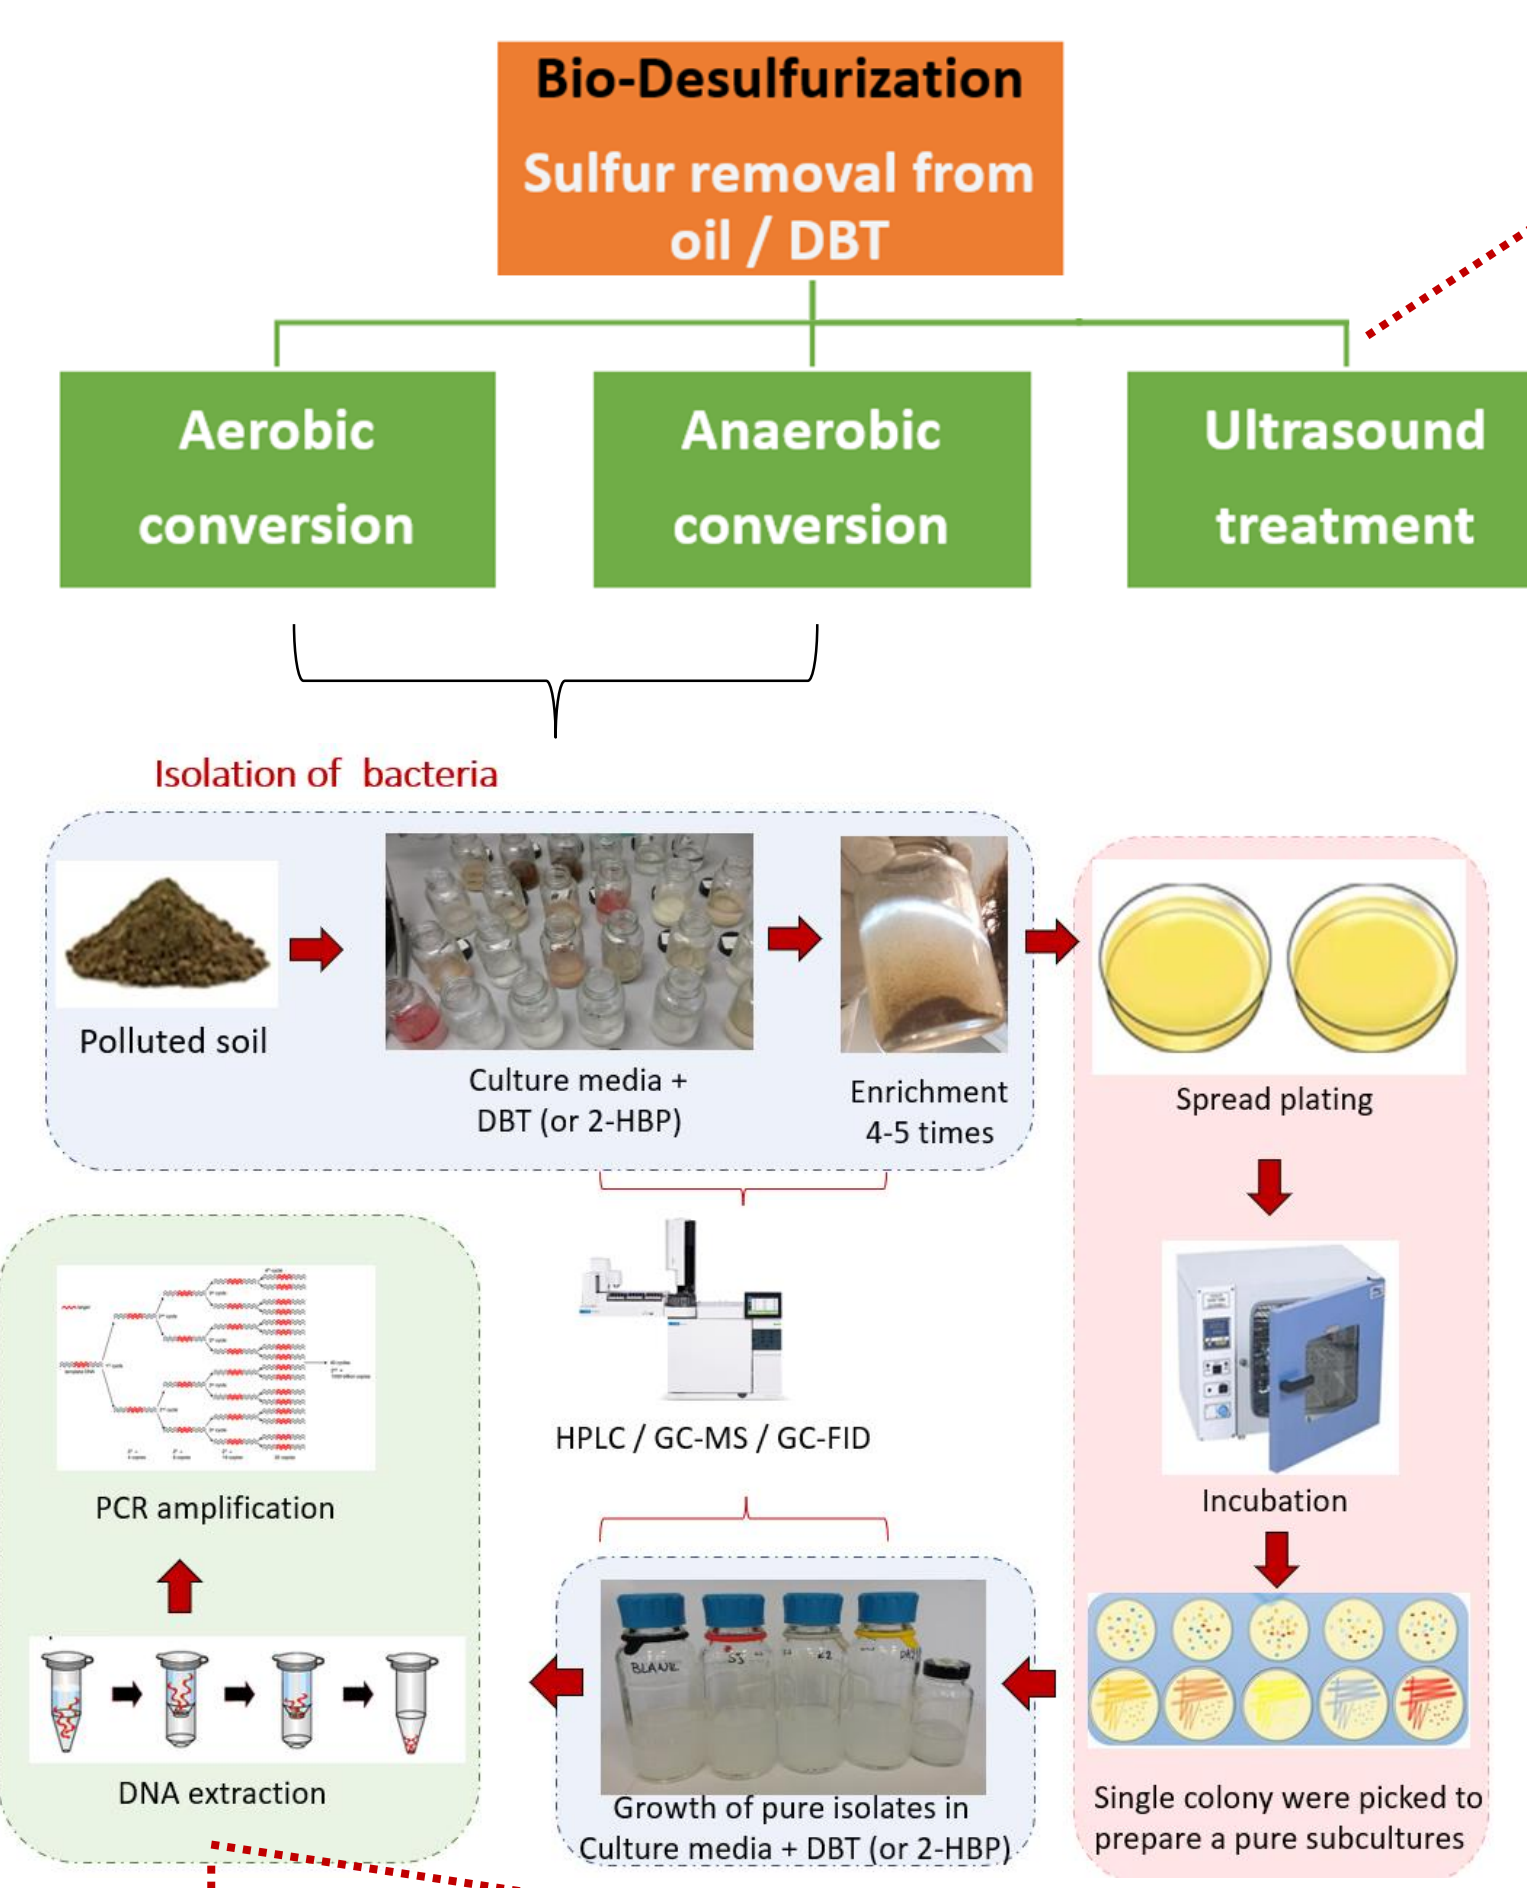 Bio-Desulfurization
Sulfur removal from
oil / DBT
Aerobic
conversion
Anaerobic
conversion
Ultrasound
treatment
Isolation of bacteria
Polluted soil
Culture media +
DBT (or 2-HBP)
Enrichment
4-5 times
Spread plating
HPLC / GC-MS / GC-FID
Incubation
PCR amplification
BLANK
DNA extraction
Growth of pure isolates in
Culture media + DBT (or 2-HBP)
Single colony were picked to
prepare a pure subcultures